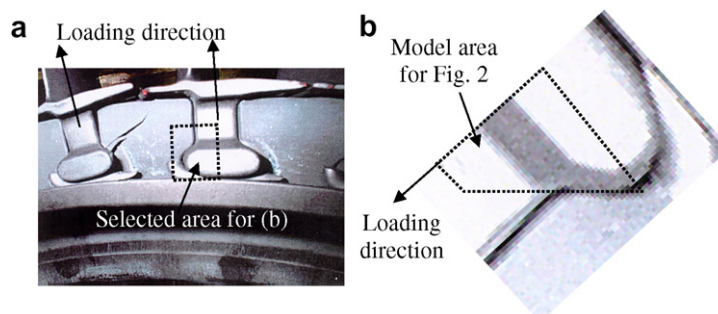 a
Loading direction
Selected area for (b)
b
Model area
for Fig. 2
Loading
direction